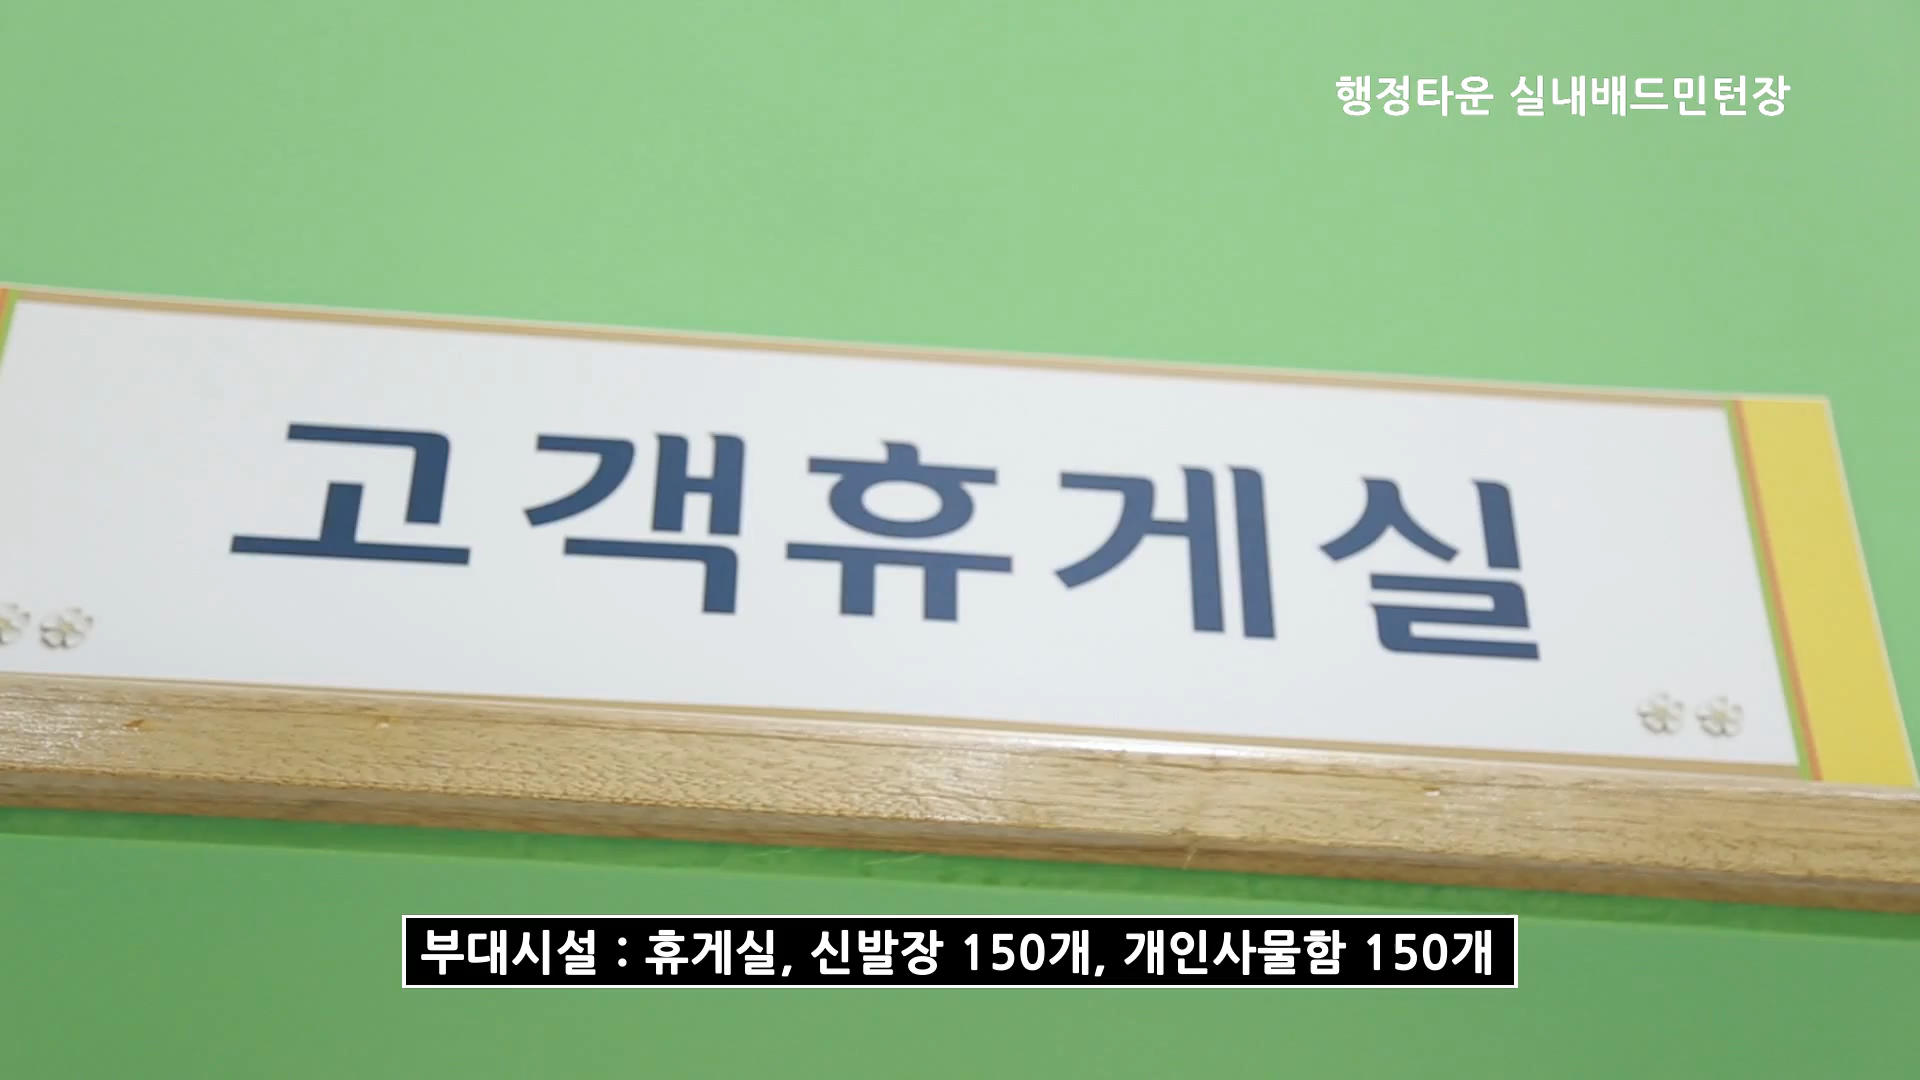 행정타운 실내배드민턴장
고객휴게실
부대시설 : 휴게실, 신발장 150개, 개인사물함 150개